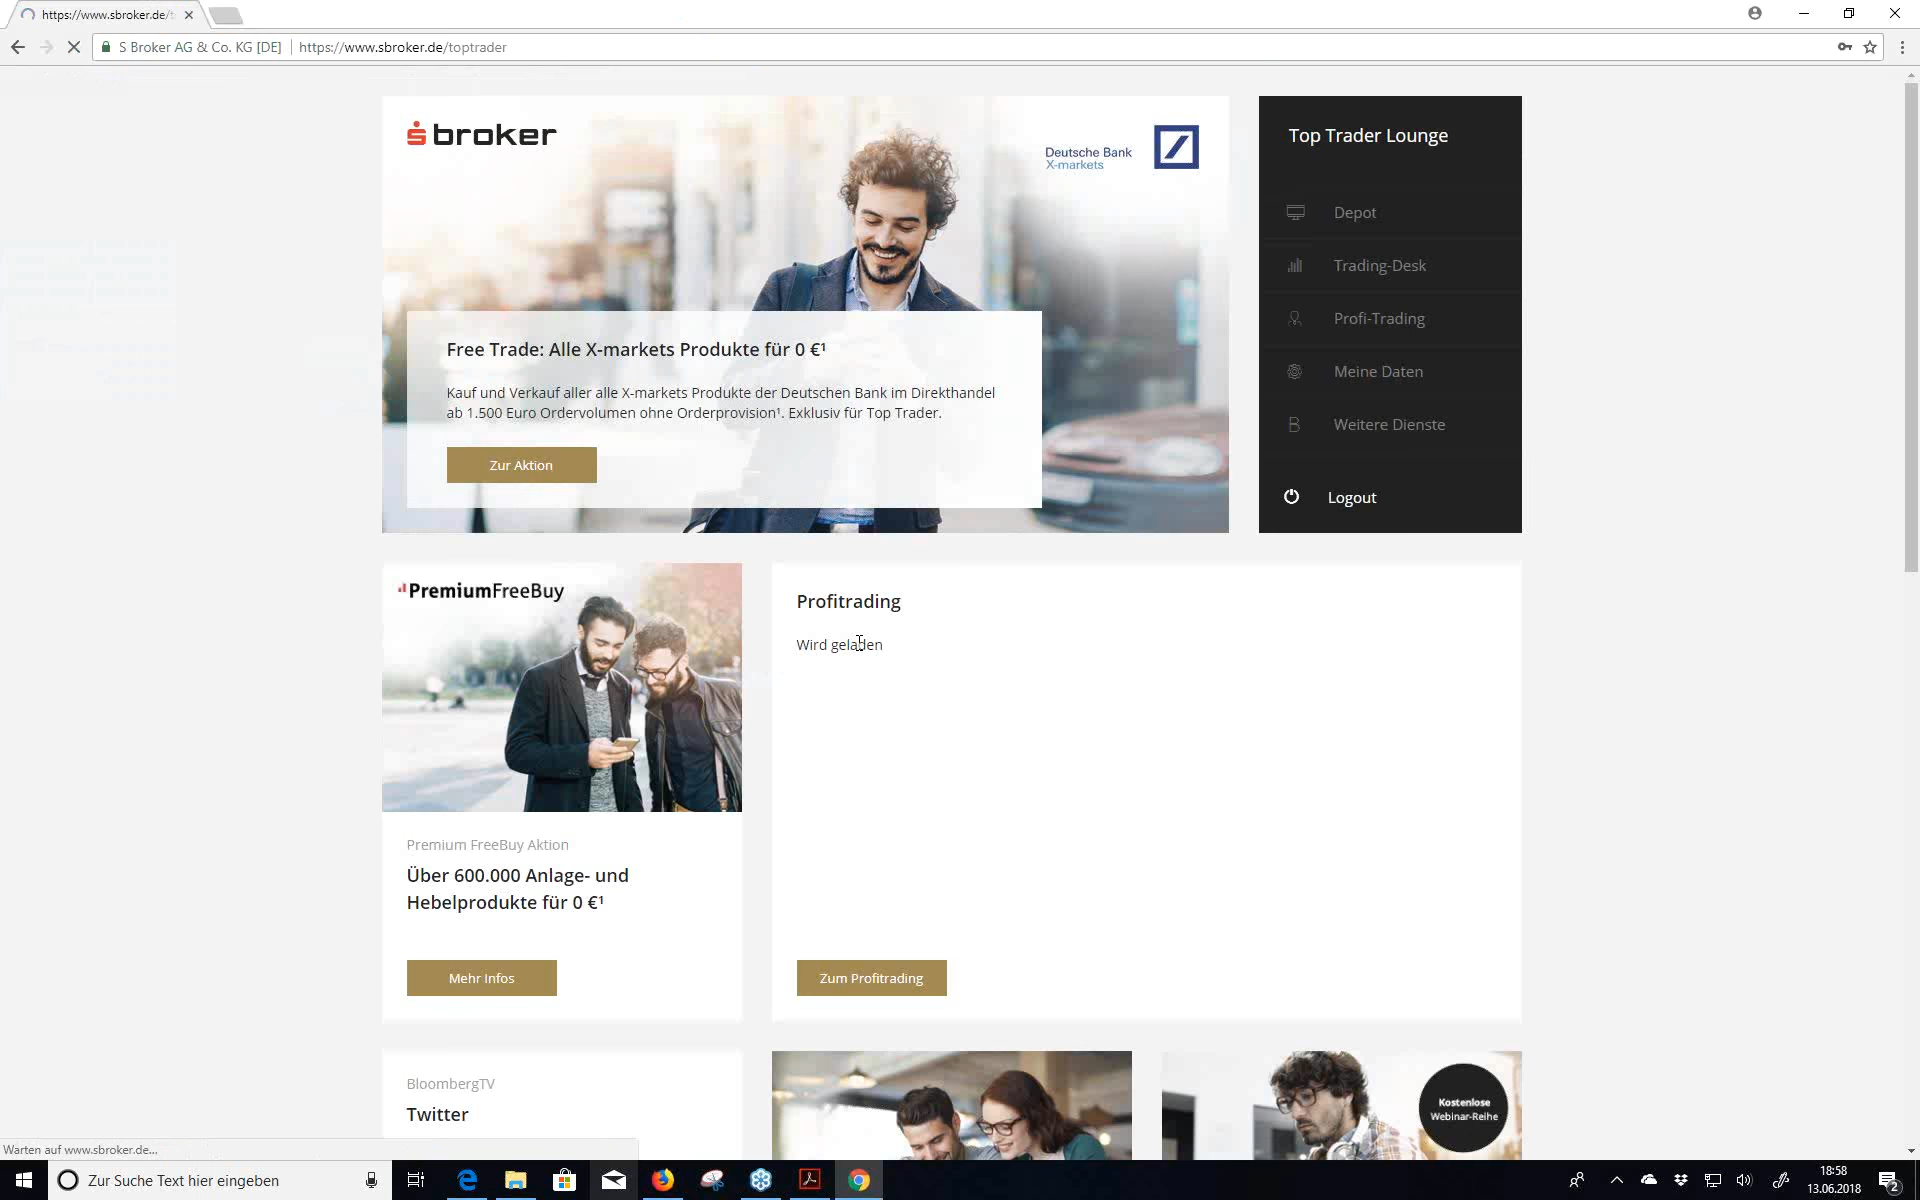 https://www.sbroker.de/t
S Broker AG & Co. KG [DE] https://www.sbroker.de/toptrader
broker
Deutsche Bank
X-markets
Free Trade: Alle X-markets Produkte für 0 €¹
Kauf und Verkauf aller alle X-markets Produkte der Deutschen Bank im Direkthandel
ab 1.500 Euro Ordervolumen ohne Orderprovision¹. Exklusiv für Top Trader.
Zur Aktion
Top Trader Lounge
Depot
Trading-Desk
Profi-Trading
Meine Daten
Weitere Dienste
Logout
PremiumFreeBuy
Premium FreeBuy Aktion
Über 600.000 Anlage- und
Hebelprodukte für 0 €¹
Mehr Infos
Profitrading
Wird geladen
Zum Profitrading
BloombergTV
Twitter
Kostenlose
Webinar-Reihe
Warten auf www.sbroker.de...
Zur Suche Text hier eingeben
18:58
13.06.2018
2